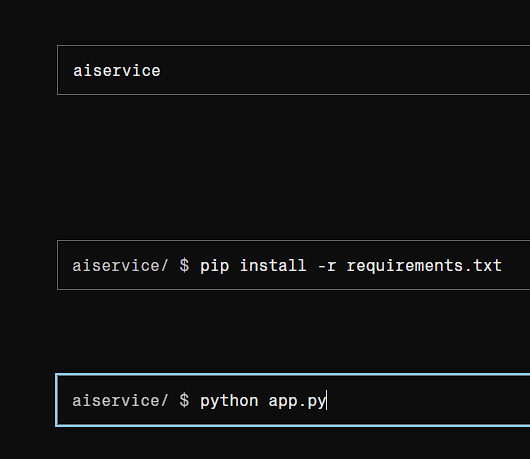 aiservice
aiservice/ $ pip install -r requirements.txt
aiservice/ $ python app.py